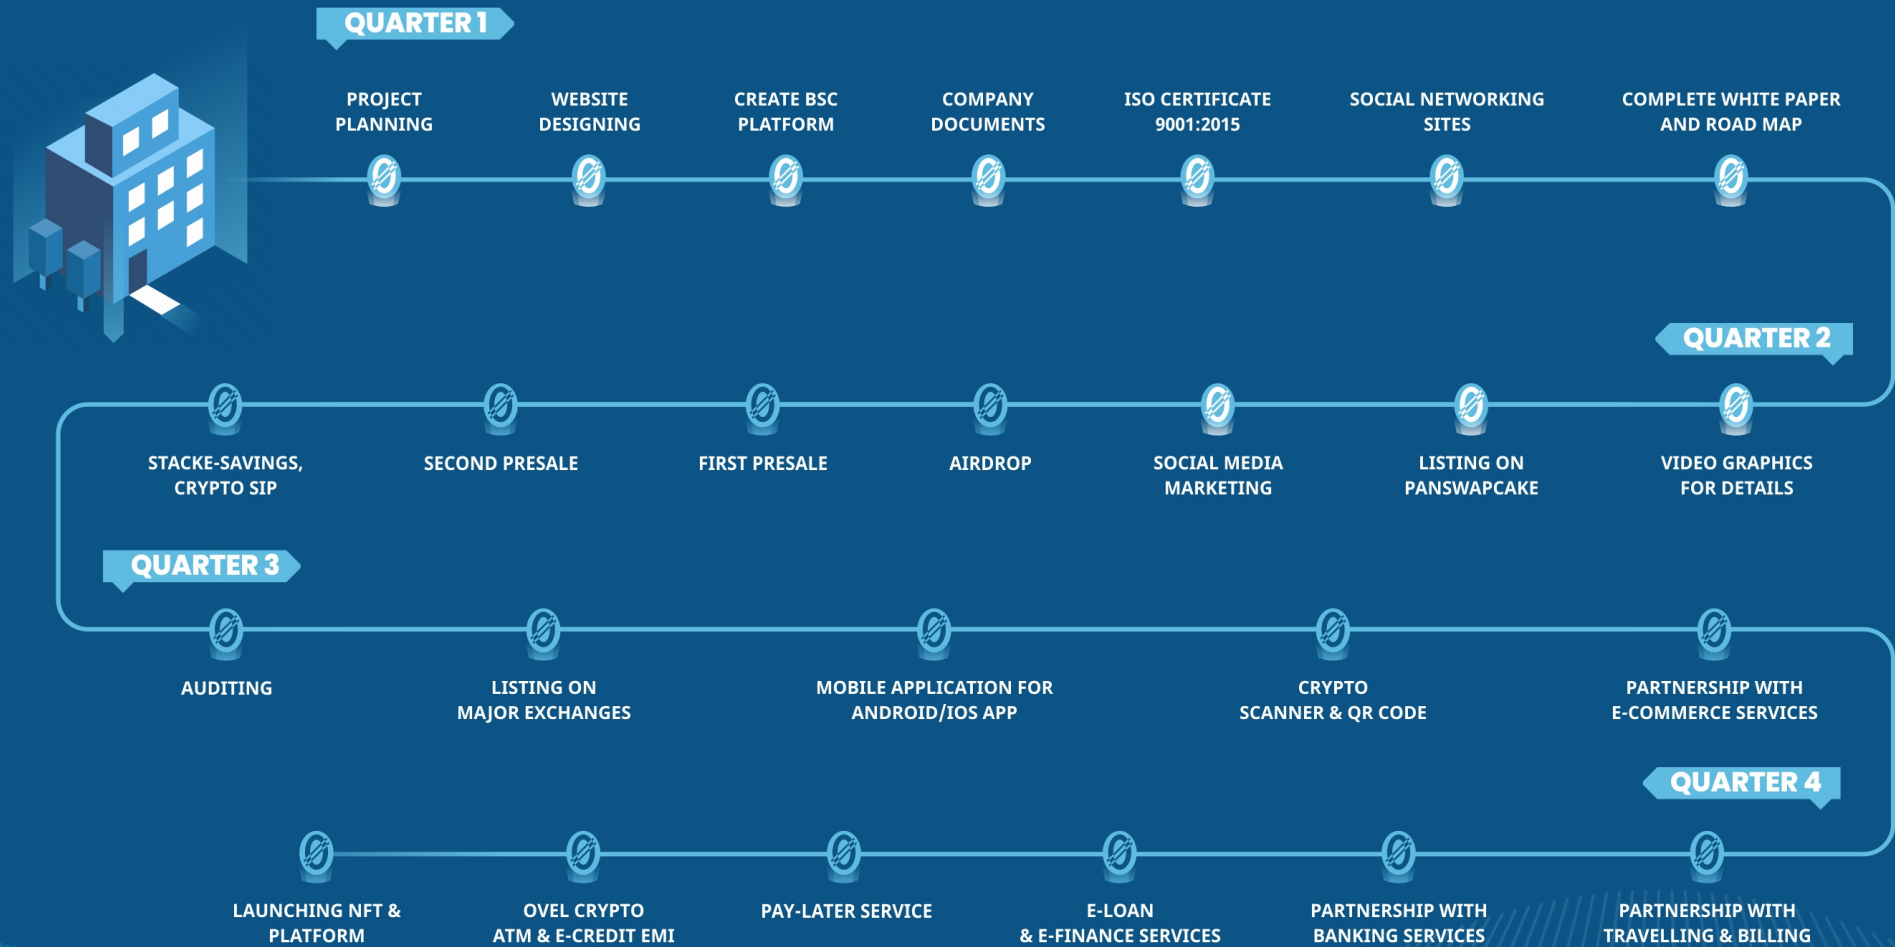 QUARTER 1
PROJECT
PLANNING
WEBSITE
DESIGNING
CREATE BSC
PLATFORM
COMPANY
DOCUMENTS
ISO CERTIFICATE
9001:2015
SOCIAL NETWORKING
SITES
COMPLETE WHITE PAPER
AND ROAD MAP
QUARTER 2
VIDEO GRAPHICS
FOR DETAILS
LISTING ON
PANSWAPCAKE
SOCIAL MEDIA
MARKETING
AIRDROP
FIRST PRESALE
SECOND PRESALE
STACKE-SAVINGS,
CRYPTO SIP
QUARTER 3
AUDITING
LISTING ON
MAJOR EXCHANGES
MOBILE APPLICATION FOR
ANDROID/IOS APP
CRYPTO
SCANNER & QR CODE
PARTNERSHIP WITH
E-COMMERCE SERVICES
QUARTER 4
PARTNERSHIP WITH
TRAVELLING & BILLING
PARTNERSHIP WITH
BANKING SERVICES
E-LOAN
& E-FINANCE SERVICES
PAY-LATER SERVICE
OVEL CRYPTO
ATM & E-CREDIT EMI
LAUNCHING NFT &
PLATFORM